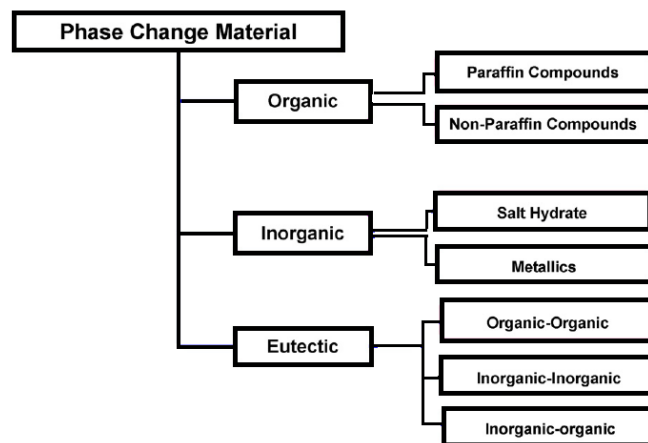 Phase Change Material
Organic
Paraffin Compounds
Non-Paraffin Compounds
Inorganic
Salt Hydrate
Metallics
Eutectic
Organic-Organic
Inorganic-Inorganic
Inorganic-organic